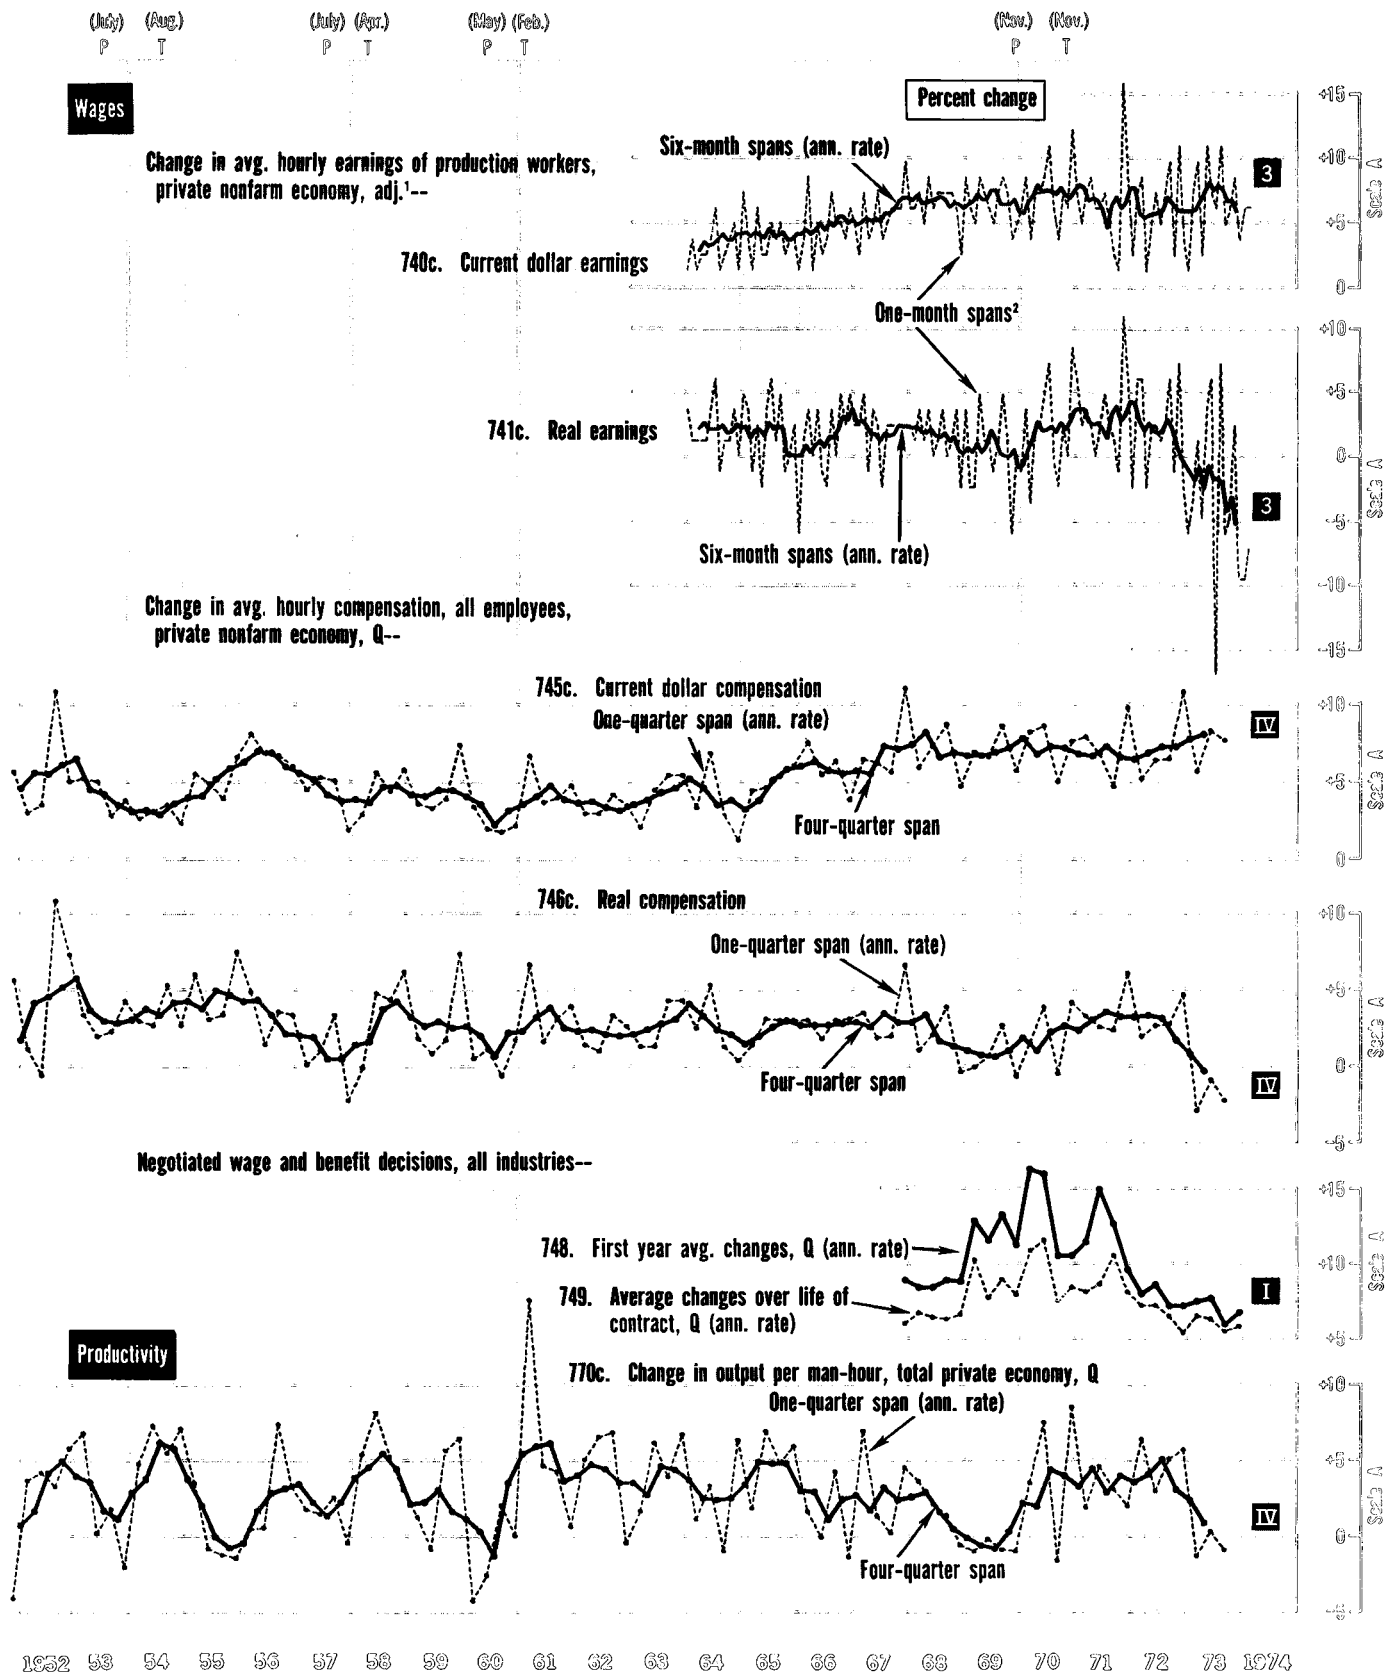 (July) (Aug.) (July) (Apr.) (May) (Feb.) (Nov.) (Nov.)
P T P T P T P T
Wages
Percent change
Change in avg. hourly earnings of production workers,
private nonfarm economy, adj.¹--
Six-month spans (ann. rate)
740c. Current dollar earnings
One-month spans²
+15
+10
+5
0
Scale A
3
741c. Real earnings
Six-month spans (ann. rate)
+10
+5
0
-5
-10
-15
Scale A
3
Change in avg. hourly compensation, all employees,
private nonfarm economy, Q--
745c. Current dollar compensation
One-quarter span (ann. rate)
Four-quarter span
+10
+5
0
Scale A
IV
746c. Real compensation
One-quarter span (ann. rate)
Four-quarter span
+10
+5
0
-5
Scale A
IV
Negotiated wage and benefit decisions, all industries--
748. First year avg. changes, Q (ann. rate)
749. Average changes over life of
contract, Q (ann. rate)
+15
+10
+5
Scale A
I
Productivity
770c. Change in output per man-hour, total private economy, Q
One-quarter span (ann. rate)
Four-quarter span
+10
+5
0
-5
Scale A
IV
1952 53 54 55 56 57 58 59 60 61 62 63 64 65 66 67 68 69 70 71 72 73 1974